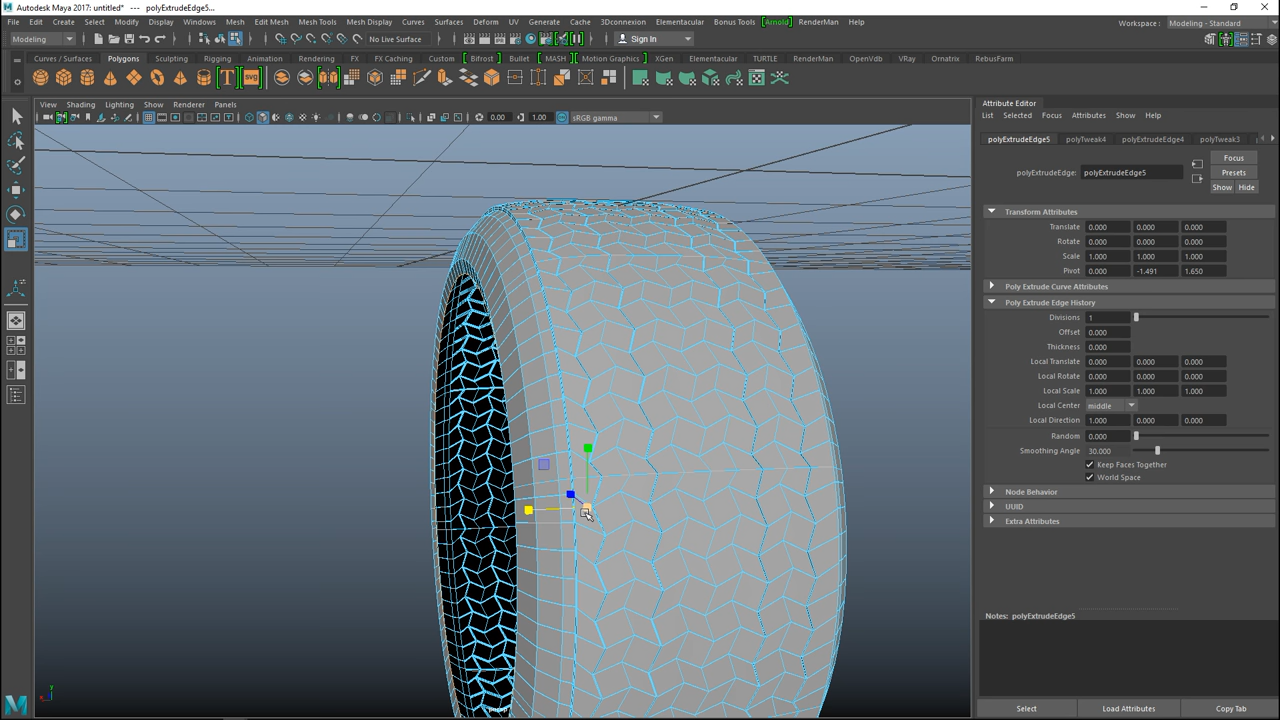 Autodesk Maya 2017: untitled* --- polyExtrudeEdge5...
File Edit Create Select Modify Display Windows Mesh Edit Mesh Mesh Tools Mesh Display Curves Surfaces Deform UV Generate Cache 3Dconnexion Elementacular Bonus Tools [Arnold] RenderMan Help
Workspace : Modeling - Standard
Modeling No Live Surface Sign In
Curves / Surfaces Polygons Sculpting Rigging Animation Rendering FX FX Caching Custom Bifrost Bullet MASH Motion Graphics XGen Elementacular TURTLE RenderMan OpenVdb VRay Ornatrix RebusFarm
View Shading Lighting Show Renderer Panels
0.00 1.00 sRGB gamma
persp
Attribute Editor
List Selected Focus Attributes Show Help
polyExtrudeEdge5 polyTweak4 polyExtrudeEdge4 polyTweak3
Focus
polyExtrudeEdge: polyExtrudeEdge5 Presets
Show Hide
Transform Attributes
Translate 0.000 0.000 0.000
Rotate 0.000 0.000 0.000
Scale 1.000 1.000 1.000
Pivot 0.000 -1.491 1.650
Poly Extrude Curve Attributes
Poly Extrude Edge History
Divisions 1
Offset 0.000
Thickness 0.000
Local Translate 0.000 0.000 0.000
Local Rotate 0.000 0.000 0.000
Local Scale 1.000 1.000 1.000
Local Center middle
Local Direction 1.000 0.000 0.000
Random 0.000
Smoothing Angle 30.000
Keep Faces Together
World Space
Node Behavior
UUID
Extra Attributes
Notes: polyExtrudeEdge5
Select Load Attributes Copy Tab